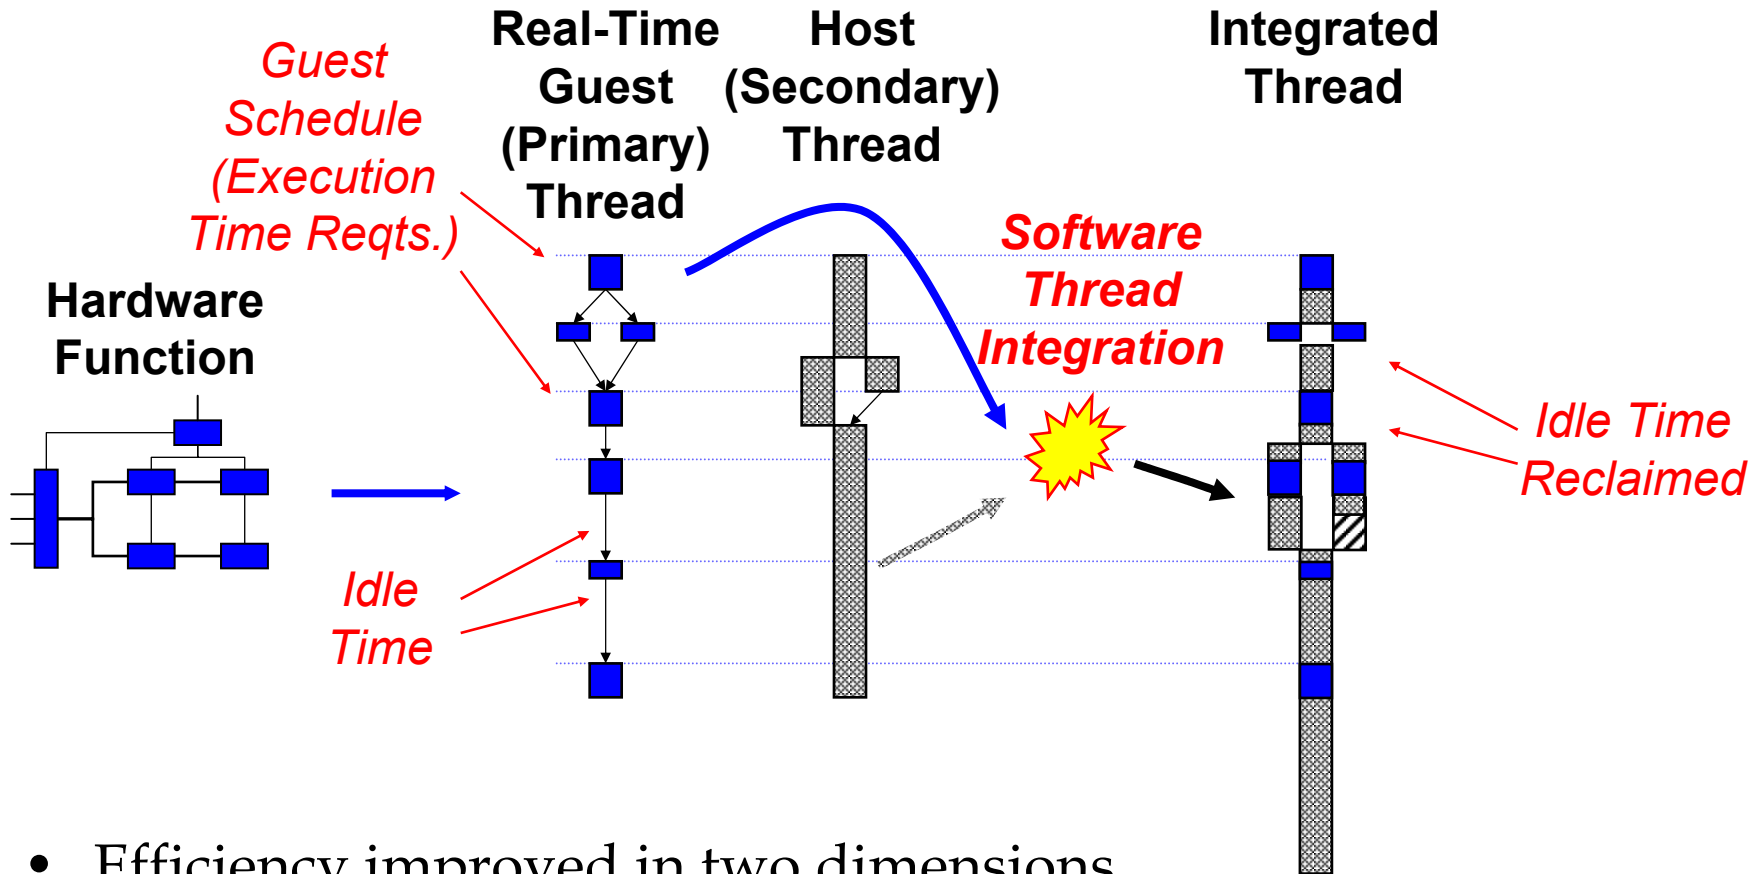 Real-Time
Guest
(Primary)
Thread
Host
(Secondary)
Thread
Integrated
Thread
Guest
Schedule
(Execution
Time Reqts.)
Hardware
Function
Software
Thread
Integration
Idle Time
Reclaimed
Idle
Time
• Efficiency improved in two dimensions